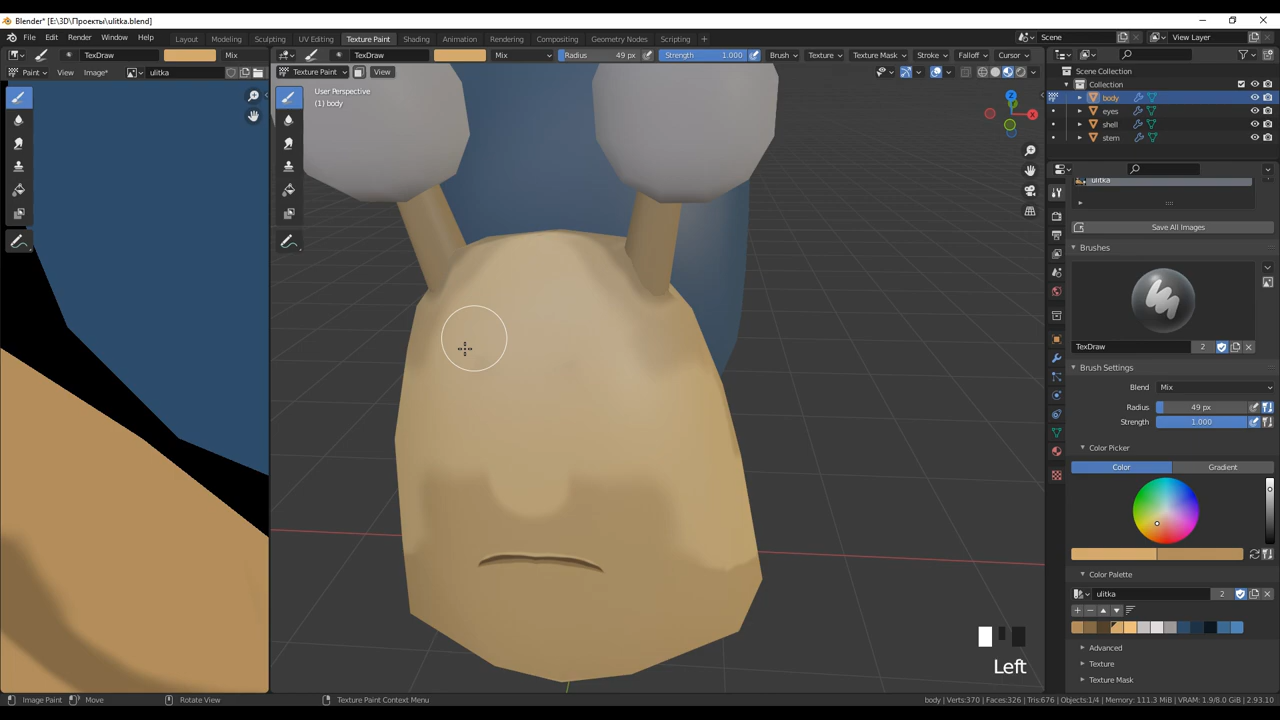 Blender* [E:\3D\Проекты\ulitka.blend]
File Edit Render Window Help Layout Modeling Sculpting UV Editing Texture Paint Shading Animation Rendering Compositing Geometry Nodes Scripting + Scene View Layer
TexDraw Mix TexDraw Mix Radius 49 px Strength 1.000 Brush Texture Texture Mask Stroke Falloff Cursor
Paint View Image* ulitka Texture Paint View
Scene Collection
Collection
body
eyes
shell
stem
User Perspective
(1) body
ulitka
Save All Images
Brushes
TexDraw 2
Brush Settings
Blend Mix
Radius 49 px
Strength 1.000
Color Picker
Color Gradient
Color Palette
ulitka 2
Advanced
Texture
Texture Mask
Left
Image Paint Move Rotate View Texture Paint Context Menu body | Verts:370 | Faces:326 | Tris:676 | Objects:1/4 | Memory: 111.3 MiB | VRAM: 1.9/8.0 GiB | 2.93.10